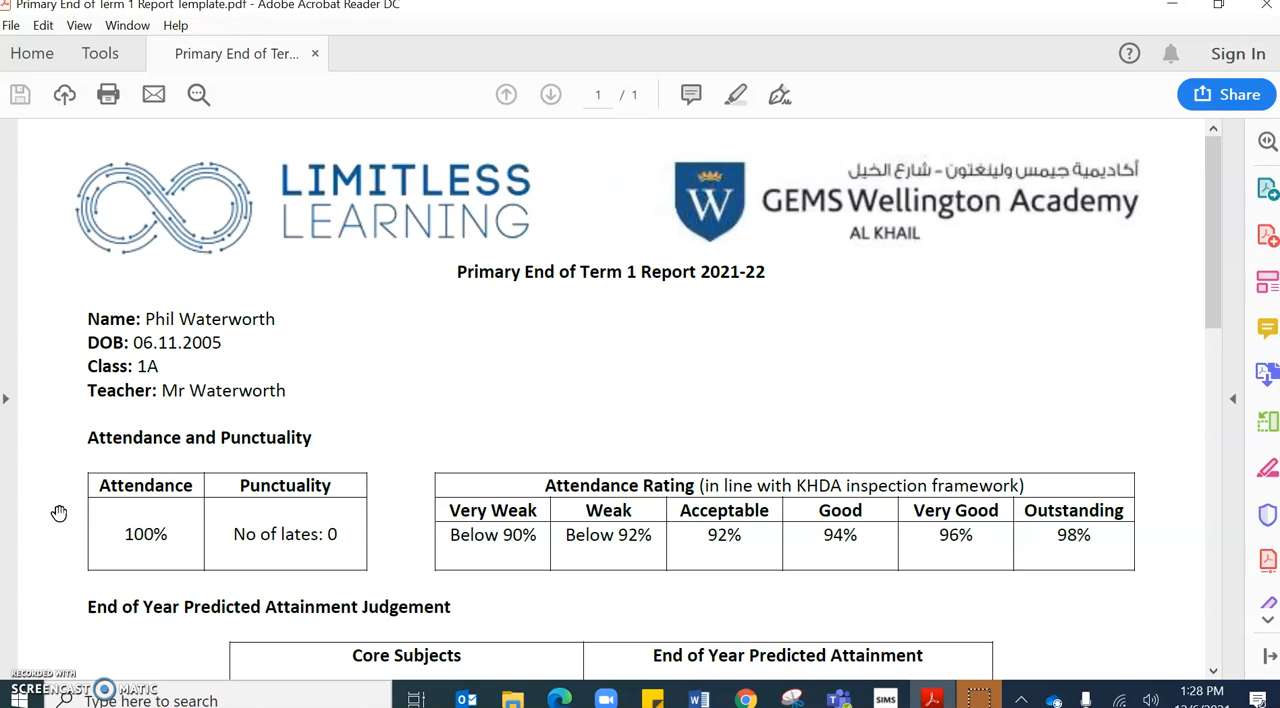 Primary End of Term 1 Report Template.pdf - Adobe Acrobat Reader DC
File Edit View Window Help
Home Tools Primary End of Ter... × Sign In
1 / 1 Share
LIMITLESS
LEARNING
أكاديمية جيمس ولينغتون - شارع الخيل
W GEMS Wellington Academy
AL KHAIL
Primary End of Term 1 Report 2021-22
Name: Phil Waterworth
DOB: 06.11.2005
Class: 1A
Teacher: Mr Waterworth
Attendance and Punctuality
Attendance Punctuality
100% No of lates: 0
Attendance Rating (in line with KHDA inspection framework)
Very Weak Weak Acceptable Good Very Good Outstanding
Below 90% Below 92% 92% 94% 96% 98%
End of Year Predicted Attainment Judgement
Core Subjects End of Year Predicted Attainment
RECORDED WITH
SCREENCAST MATIC
Type here to search
SIMS
1:28 PM
12/6/2021